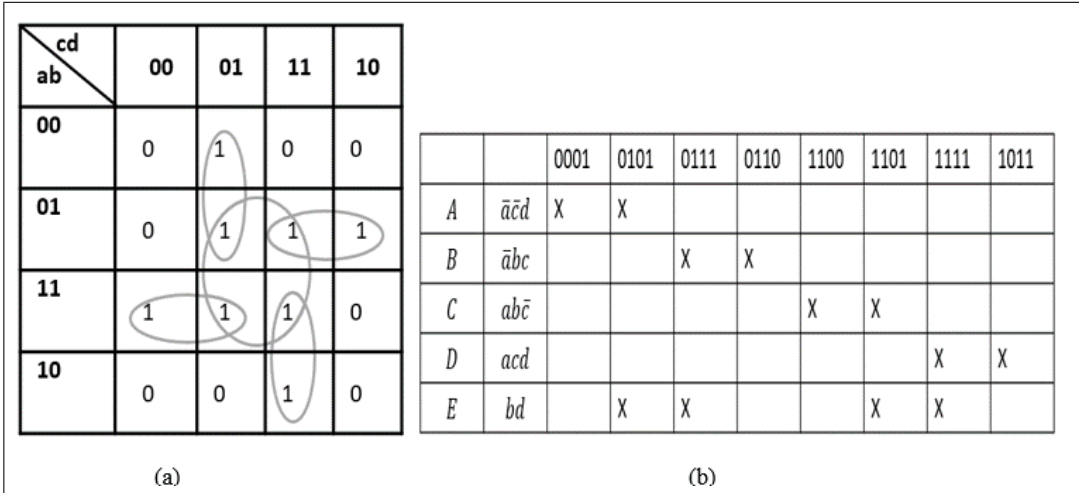 cd
ab 00 01 11 10
00 0 1 0 0
01 0 1 1 1
11 1 1 1 0
10 0 0 1 0
(a)
0001 0101 0111 0110 1100 1101 1111 1011
A āc̄d X X
B ābc X X
C abc̄ X X
D acd X X
E bd X X X X
(b)